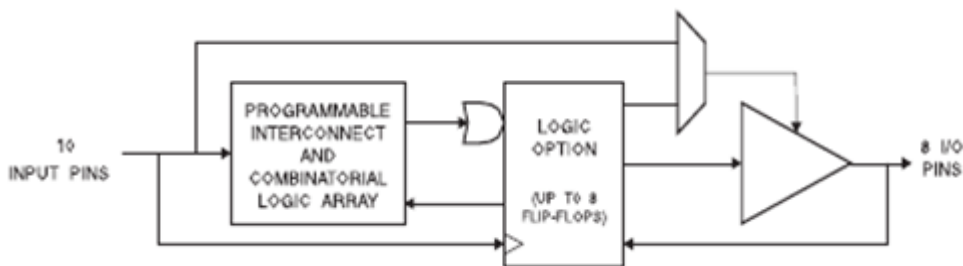 10
INPUT PINS
PROGRAMMABLE
INTERCONNECT
AND
COMBINATORIAL
LOGIC ARRAY
LOGIC
OPTION
(UP TO 8
FLIP-FLOPS)
8 I/O
PINS